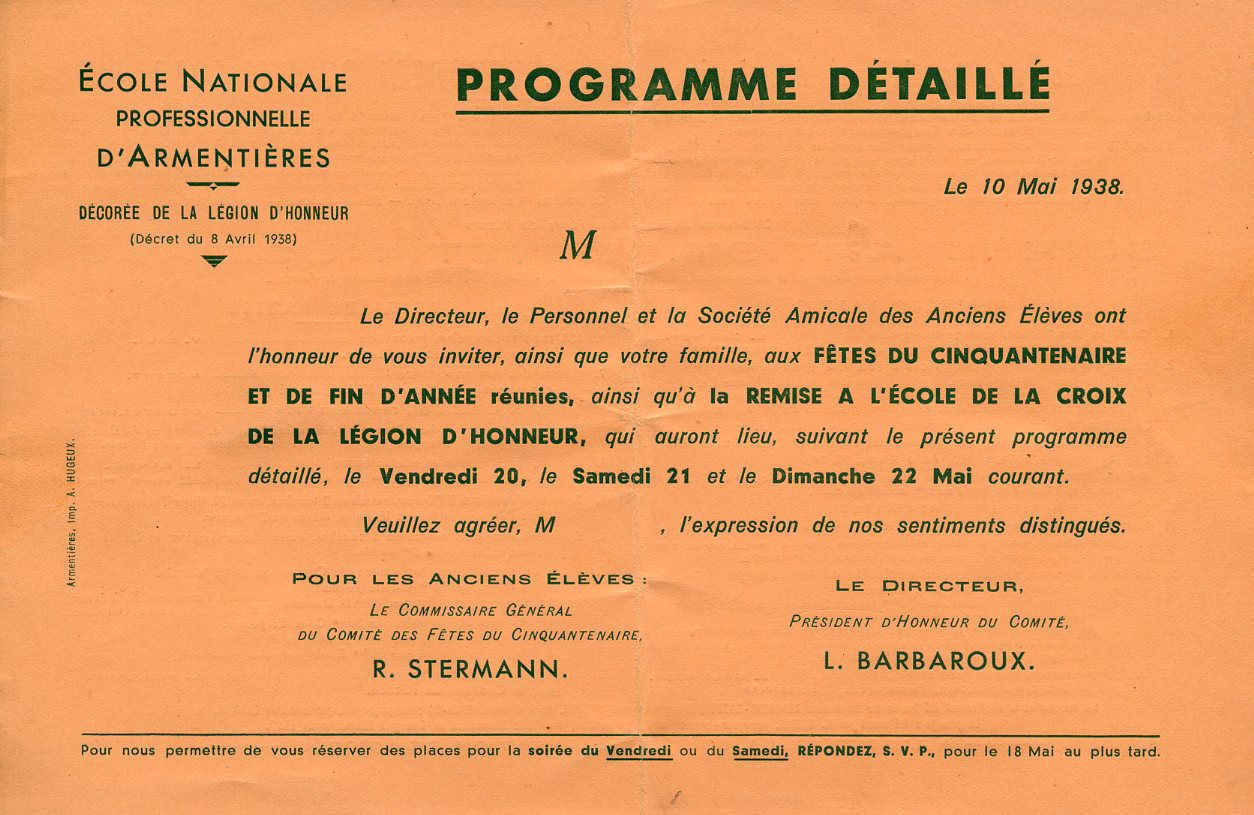 ÉCOLE NATIONALE
PROFESSIONNELLE
D'ARMENTIÈRES
DÉCORÉE DE LA LÉGION D'HONNEUR
(Décret du 8 Avril 1938)
PROGRAMME DÉTAILLÉ
Le 10 Mai 1938.
M
Le Directeur, le Personnel et la Société Amicale des Anciens Élèves ont
l'honneur de vous inviter, ainsi que votre famille, aux FÊTES DU CINQUANTENAIRE
ET DE FIN D'ANNÉE réunies, ainsi qu'à la REMISE A L'ÉCOLE DE LA CROIX
DE LA LÉGION D'HONNEUR, qui auront lieu, suivant le présent programme
détaillé, le Vendredi 20, le Samedi 21 et le Dimanche 22 Mai courant.
Veuillez agréer, M , l'expression de nos sentiments distingués.
POUR LES ANCIENS ÉLÈVES :
LE COMMISSAIRE GÉNÉRAL
DU COMITÉ DES FÊTES DU CINQUANTENAIRE,
R. STERMANN.
LE DIRECTEUR,
PRÉSIDENT D'HONNEUR DU COMITÉ,
L. BARBAROUX.
Armentières, Imp. A. HUGEUX.
Pour nous permettre de vous réserver des places pour la soirée du Vendredi ou du Samedi, RÉPONDEZ, S. V. P., pour le 18 Mai au plus tard.